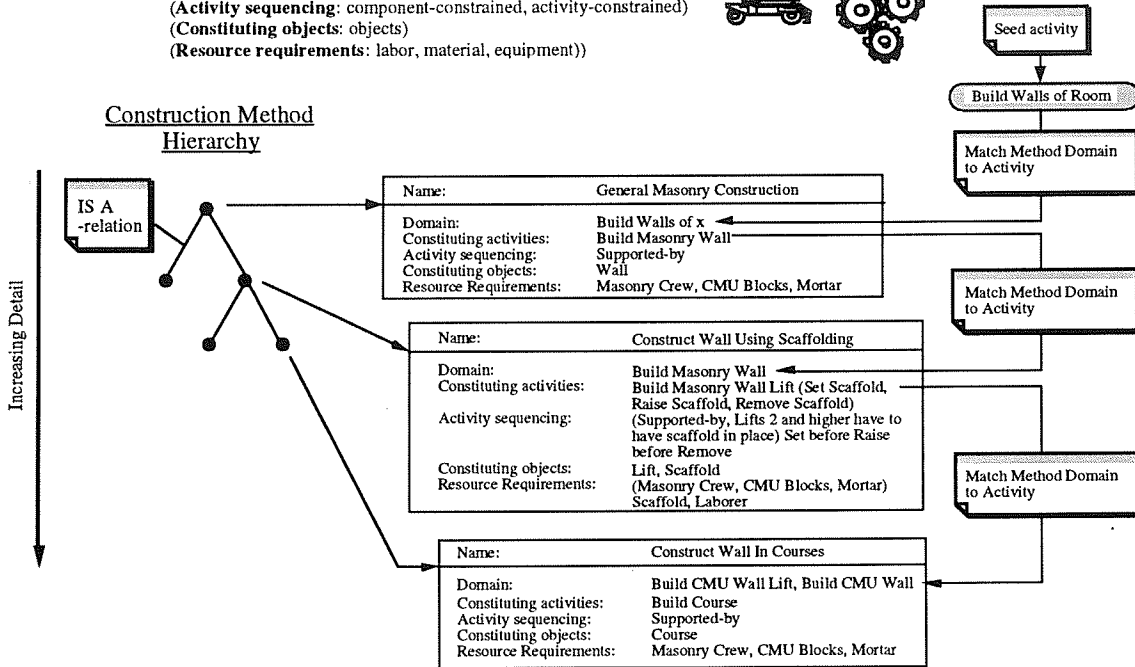 (Activity sequencing: component-constrained, activity-constrained)
(Constituting objects: objects)
(Resource requirements: labor, material, equipment))
Seed activity
Build Walls of Room
Match Method Domain
to Activity
Construction Method
Hierarchy
IS A
-relation
Increasing Detail
Name: General Masonry Construction
Domain: Build Walls of x
Constituting activities: Build Masonry Wall
Activity sequencing: Supported-by
Constituting objects: Wall
Resource Requirements: Masonry Crew, CMU Blocks, Mortar
Match Method Domain
to Activity
Name: Construct Wall Using Scaffolding
Domain: Build Masonry Wall
Constituting activities: Build Masonry Wall Lift (Set Scaffold,
Raise Scaffold, Remove Scaffold)
Activity sequencing: (Supported-by, Lifts 2 and higher have to
have scaffold in place) Set before Raise
before Remove
Constituting objects: Lift, Scaffold
Resource Requirements: (Masonry Crew, CMU Blocks, Mortar)
Scaffold, Laborer
Match Method Domain
to Activity
Name: Construct Wall In Courses
Domain: Build CMU Wall Lift, Build CMU Wall
Constituting activities: Build Course
Activity sequencing: Supported-by
Constituting objects: Course
Resource Requirements: Masonry Crew, CMU Blocks, Mortar